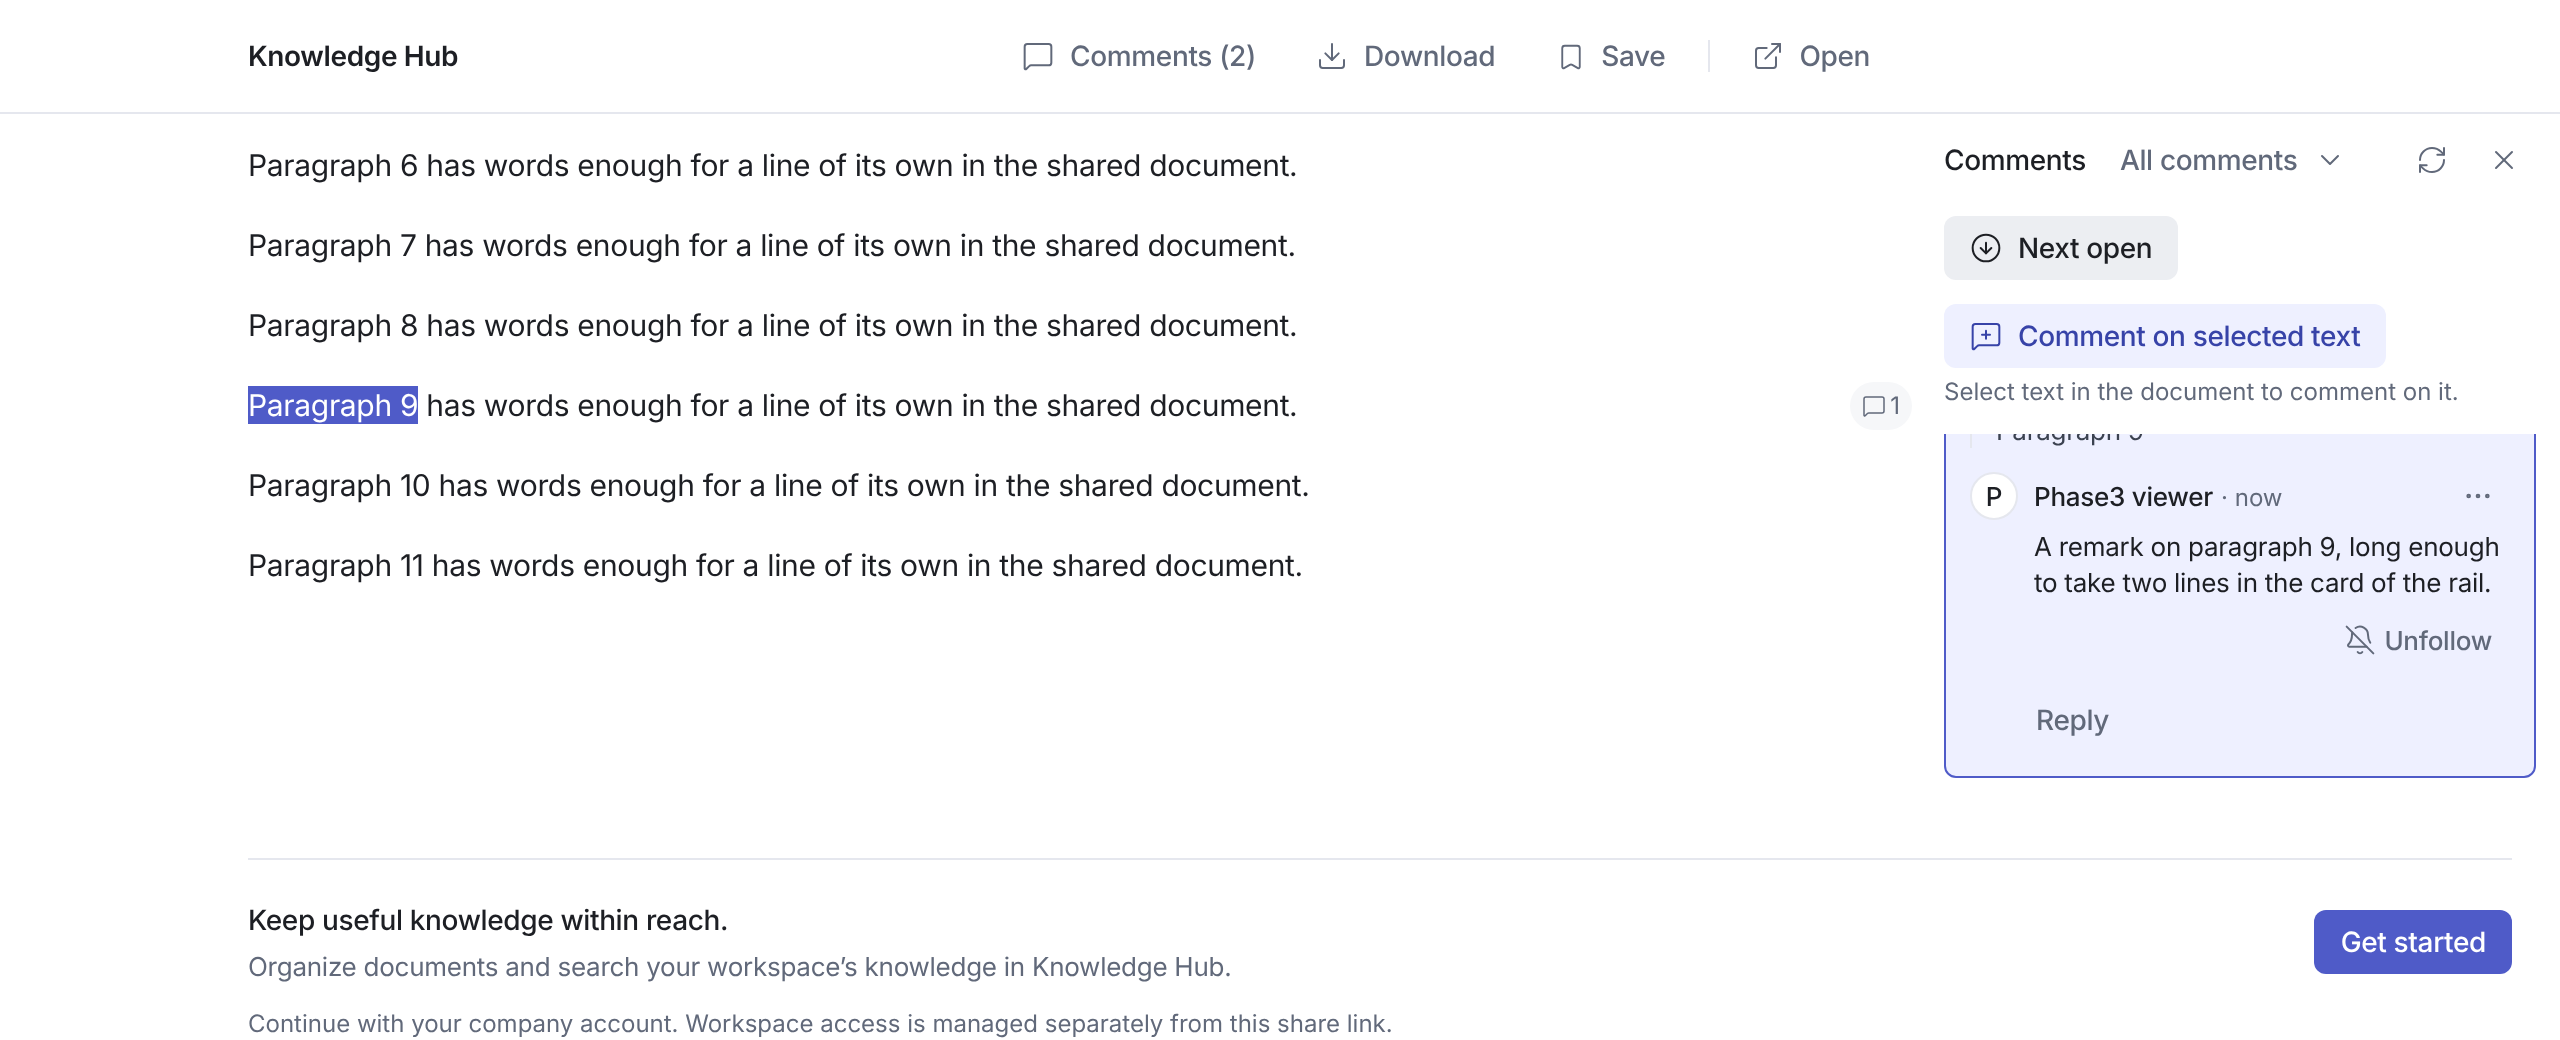 Knowledge Hub
Comments (2)
Download
Save
Open
Paragraph 6 has words enough for a line of its own in the shared document.
Paragraph 7 has words enough for a line of its own in the shared document.
Paragraph 8 has words enough for a line of its own in the shared document.
Paragraph 9 has words enough for a line of its own in the shared document.
1
Paragraph 10 has words enough for a line of its own in the shared document.
Paragraph 11 has words enough for a line of its own in the shared document.
Comments
All comments
Next open
Comment on selected text
Select text in the document to comment on it.
Paragraph 9
P
Phase3 viewer · now
A remark on paragraph 9, long enough
to take two lines in the card of the rail.
Unfollow
Reply
Keep useful knowledge within reach.
Organize documents and search your workspace’s knowledge in Knowledge Hub.
Continue with your company account. Workspace access is managed separately from this share link.
Get started